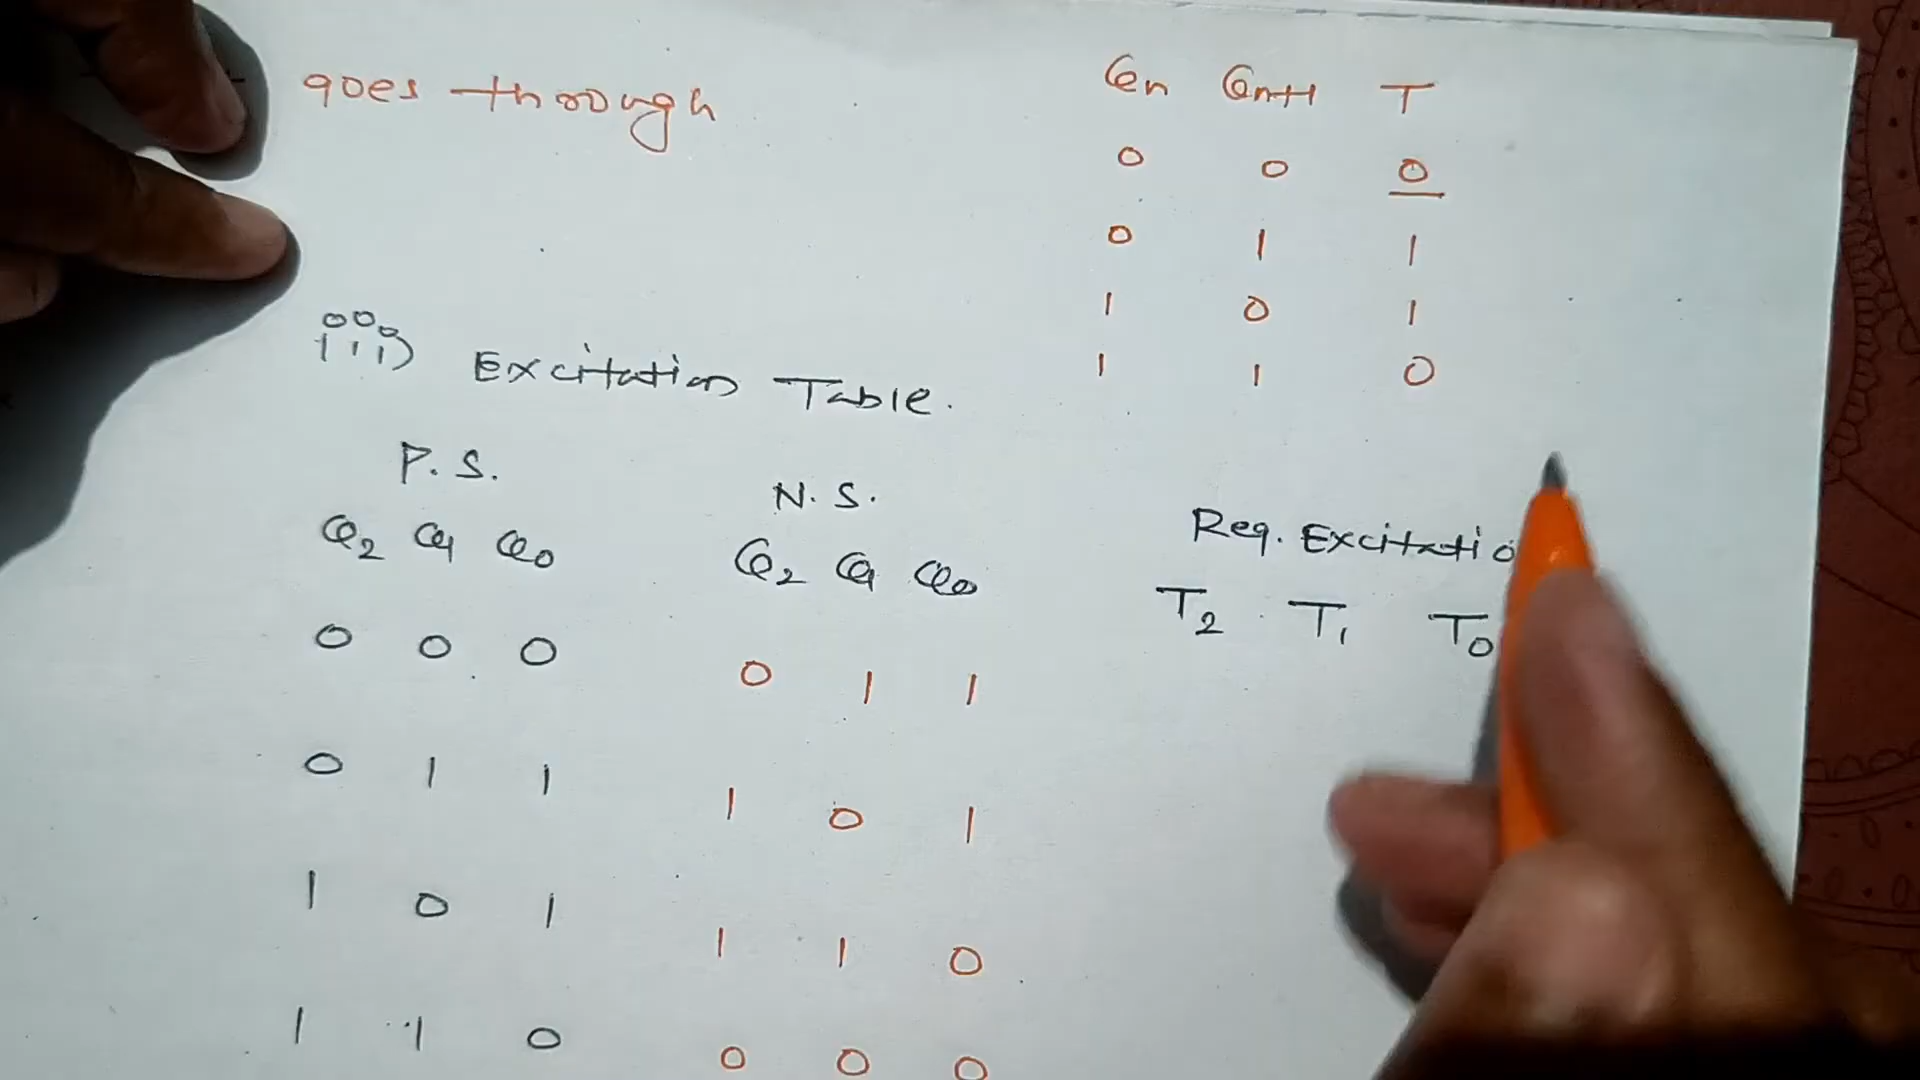 goes through
Qn Qn+1 T
0 0 0
0 1 1
1 0 1
1 1 0
iii) Excitation Table.
P. S. N. S. Req. Excitatio
Q2 Q1 Q0 Q2 Q1 Q0 T2 T1 T0
0 0 0 0 1 1
0 1 1 1 0 1
1 0 1 1 1 0
1 1 0 0 0 0